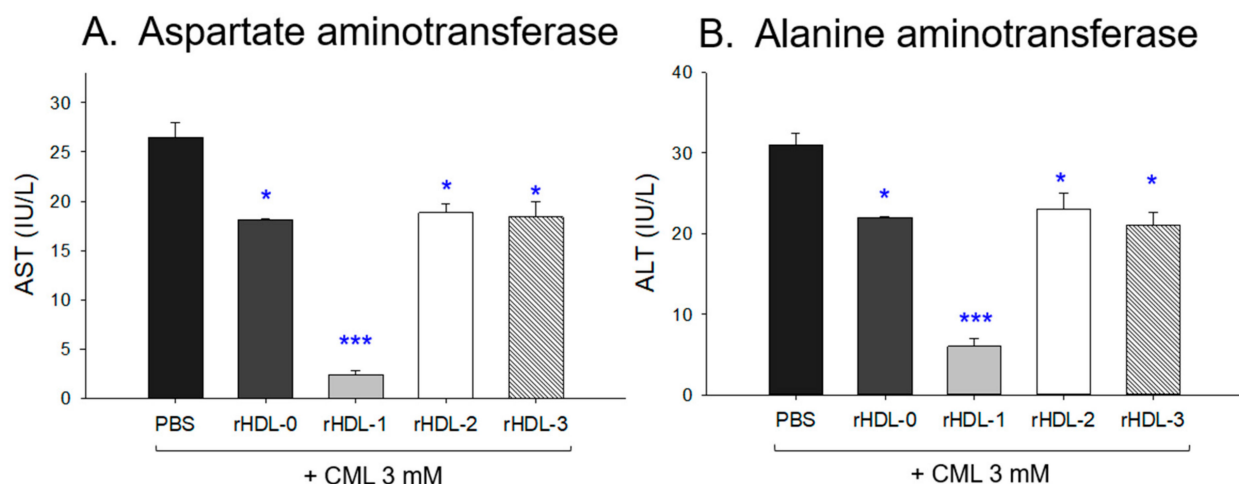 A. Aspartate aminotransferase
AST (IU/L)
30
25
20
15
10
5
0
*
***
*
*
PBS rHDL-0 rHDL-1 rHDL-2 rHDL-3
+ CML 3 mM
B. Alanine aminotransferase
ALT (IU/L)
40
30
20
10
0
*
***
*
*
PBS rHDL-0 rHDL-1 rHDL-2 rHDL-3
+ CML 3 mM